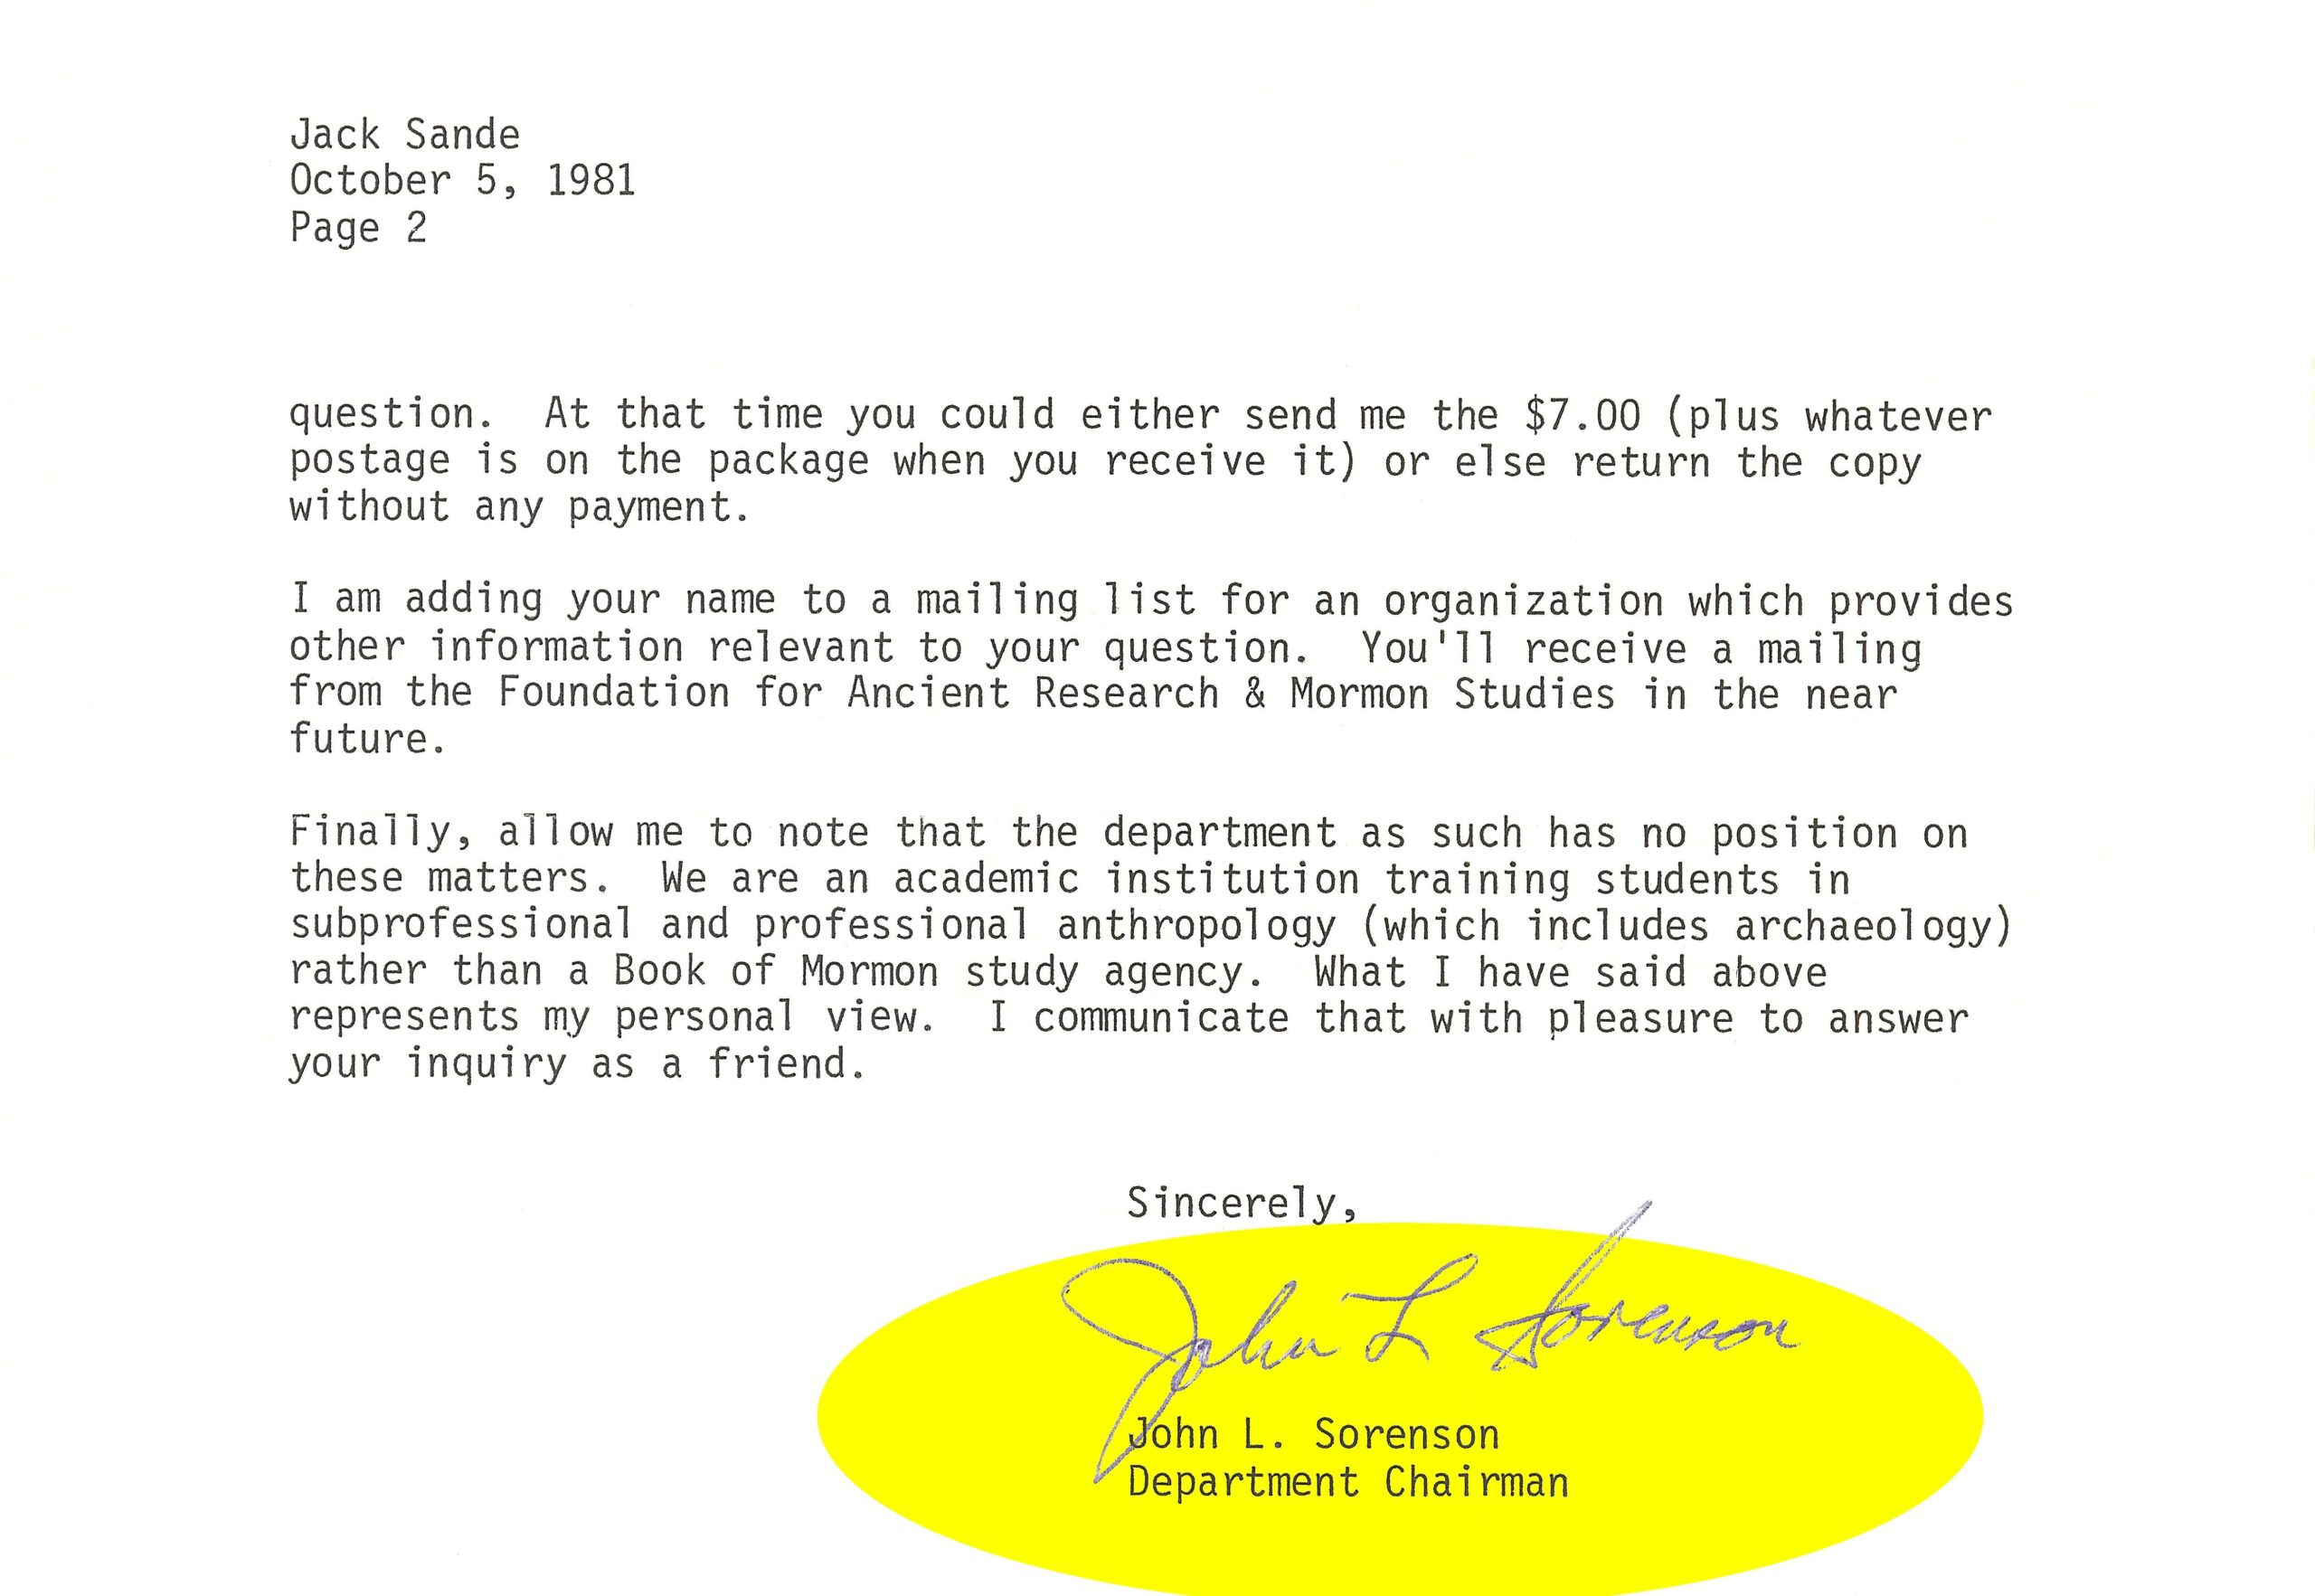 Jack Sande
October 5, 1981
Page 2
question.  At that time you could either send me the $7.00 (plus whatever
postage is on the package when you receive it) or else return the copy
without any payment.
I am adding your name to a mailing list for an organization which provides
other information relevant to your question.  You'll receive a mailing
from the Foundation for Ancient Research & Mormon Studies in the near
future.
Finally, allow me to note that the department as such has no position on
these matters.  We are an academic institution training students in
subprofessional and professional anthropology (which includes archaeology)
rather than a Book of Mormon study agency.  What I have said above
represents my personal view.  I communicate that with pleasure to answer
your inquiry as a friend.
Sincerely,
John L Sorenson
John L. Sorenson
Department Chairman